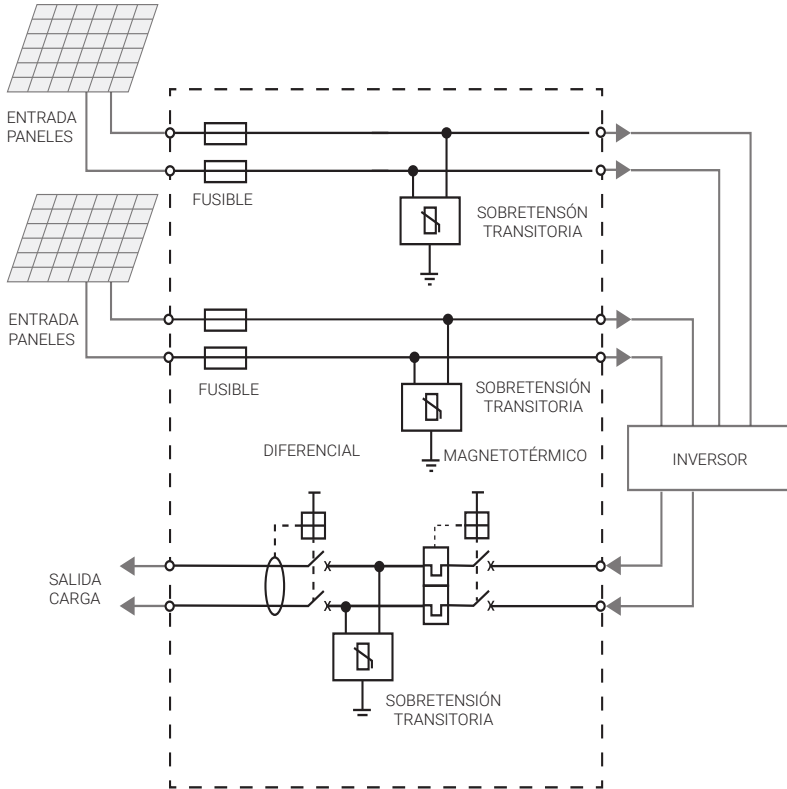 ENTRADA
PANELES
FUSIBLE
SOBRETENSÓN
TRANSITORIA
ENTRADA
PANELES
FUSIBLE
SOBRETENSIÓN
TRANSITORIA
DIFERENCIAL
MAGNETOTÉRMICO
INVERSOR
SALIDA
CARGA
SOBRETENSIÓN
TRANSITORIA